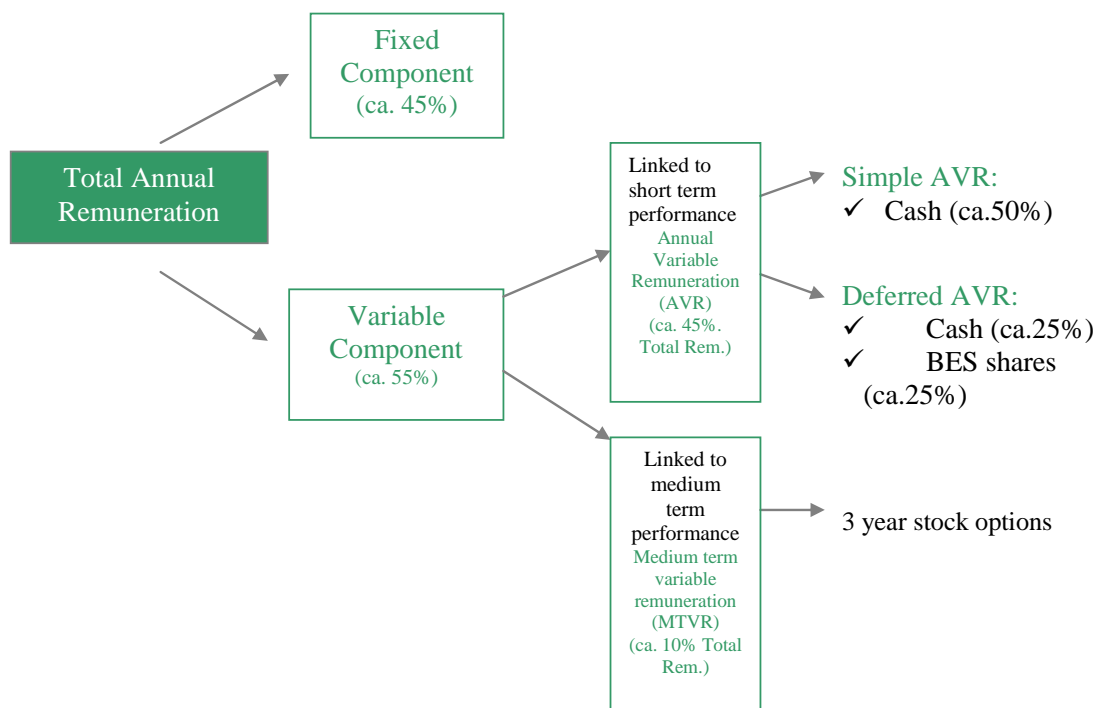 Fixed
Component
(ca. 45%)
Total Annual
Remuneration
Variable
Component
(ca. 55%)
Linked to
short term
performance
Annual
Variable
Remuneration
(AVR)
(ca. 45%.
Total Rem.)
Simple AVR:
✓ Cash (ca.50%)
Deferred AVR:
✓ Cash (ca.25%)
✓ BES shares
(ca.25%)
Linked to
medium
term
performance
Medium term
variable
remuneration
(MTVR)
(ca. 10% Total
Rem.)
3 year stock options